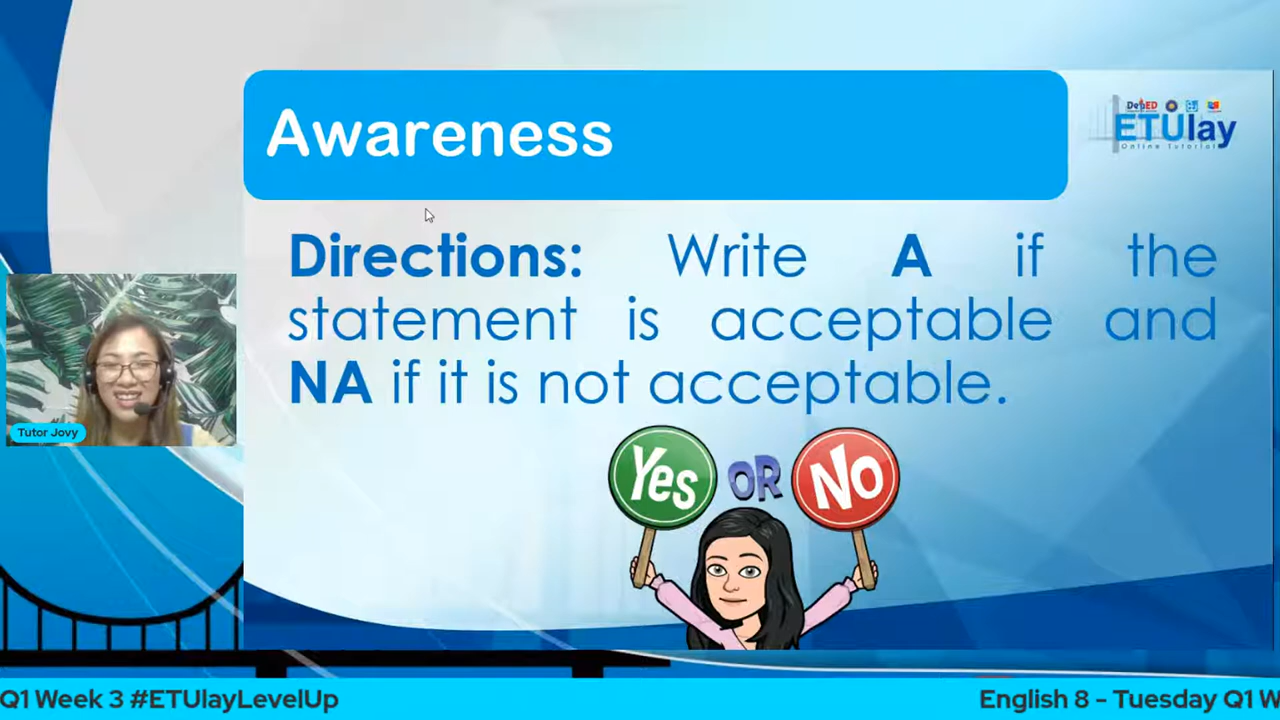 Awareness
DepED
ETUlay
Online Tutorial
Directions: Write A if the
statement is acceptable and
NA if it is not acceptable.
Yes OR No
Tutor Jovy
Q1 Week 3 #ETUlayLevelUp
English 8 - Tuesday Q1 W